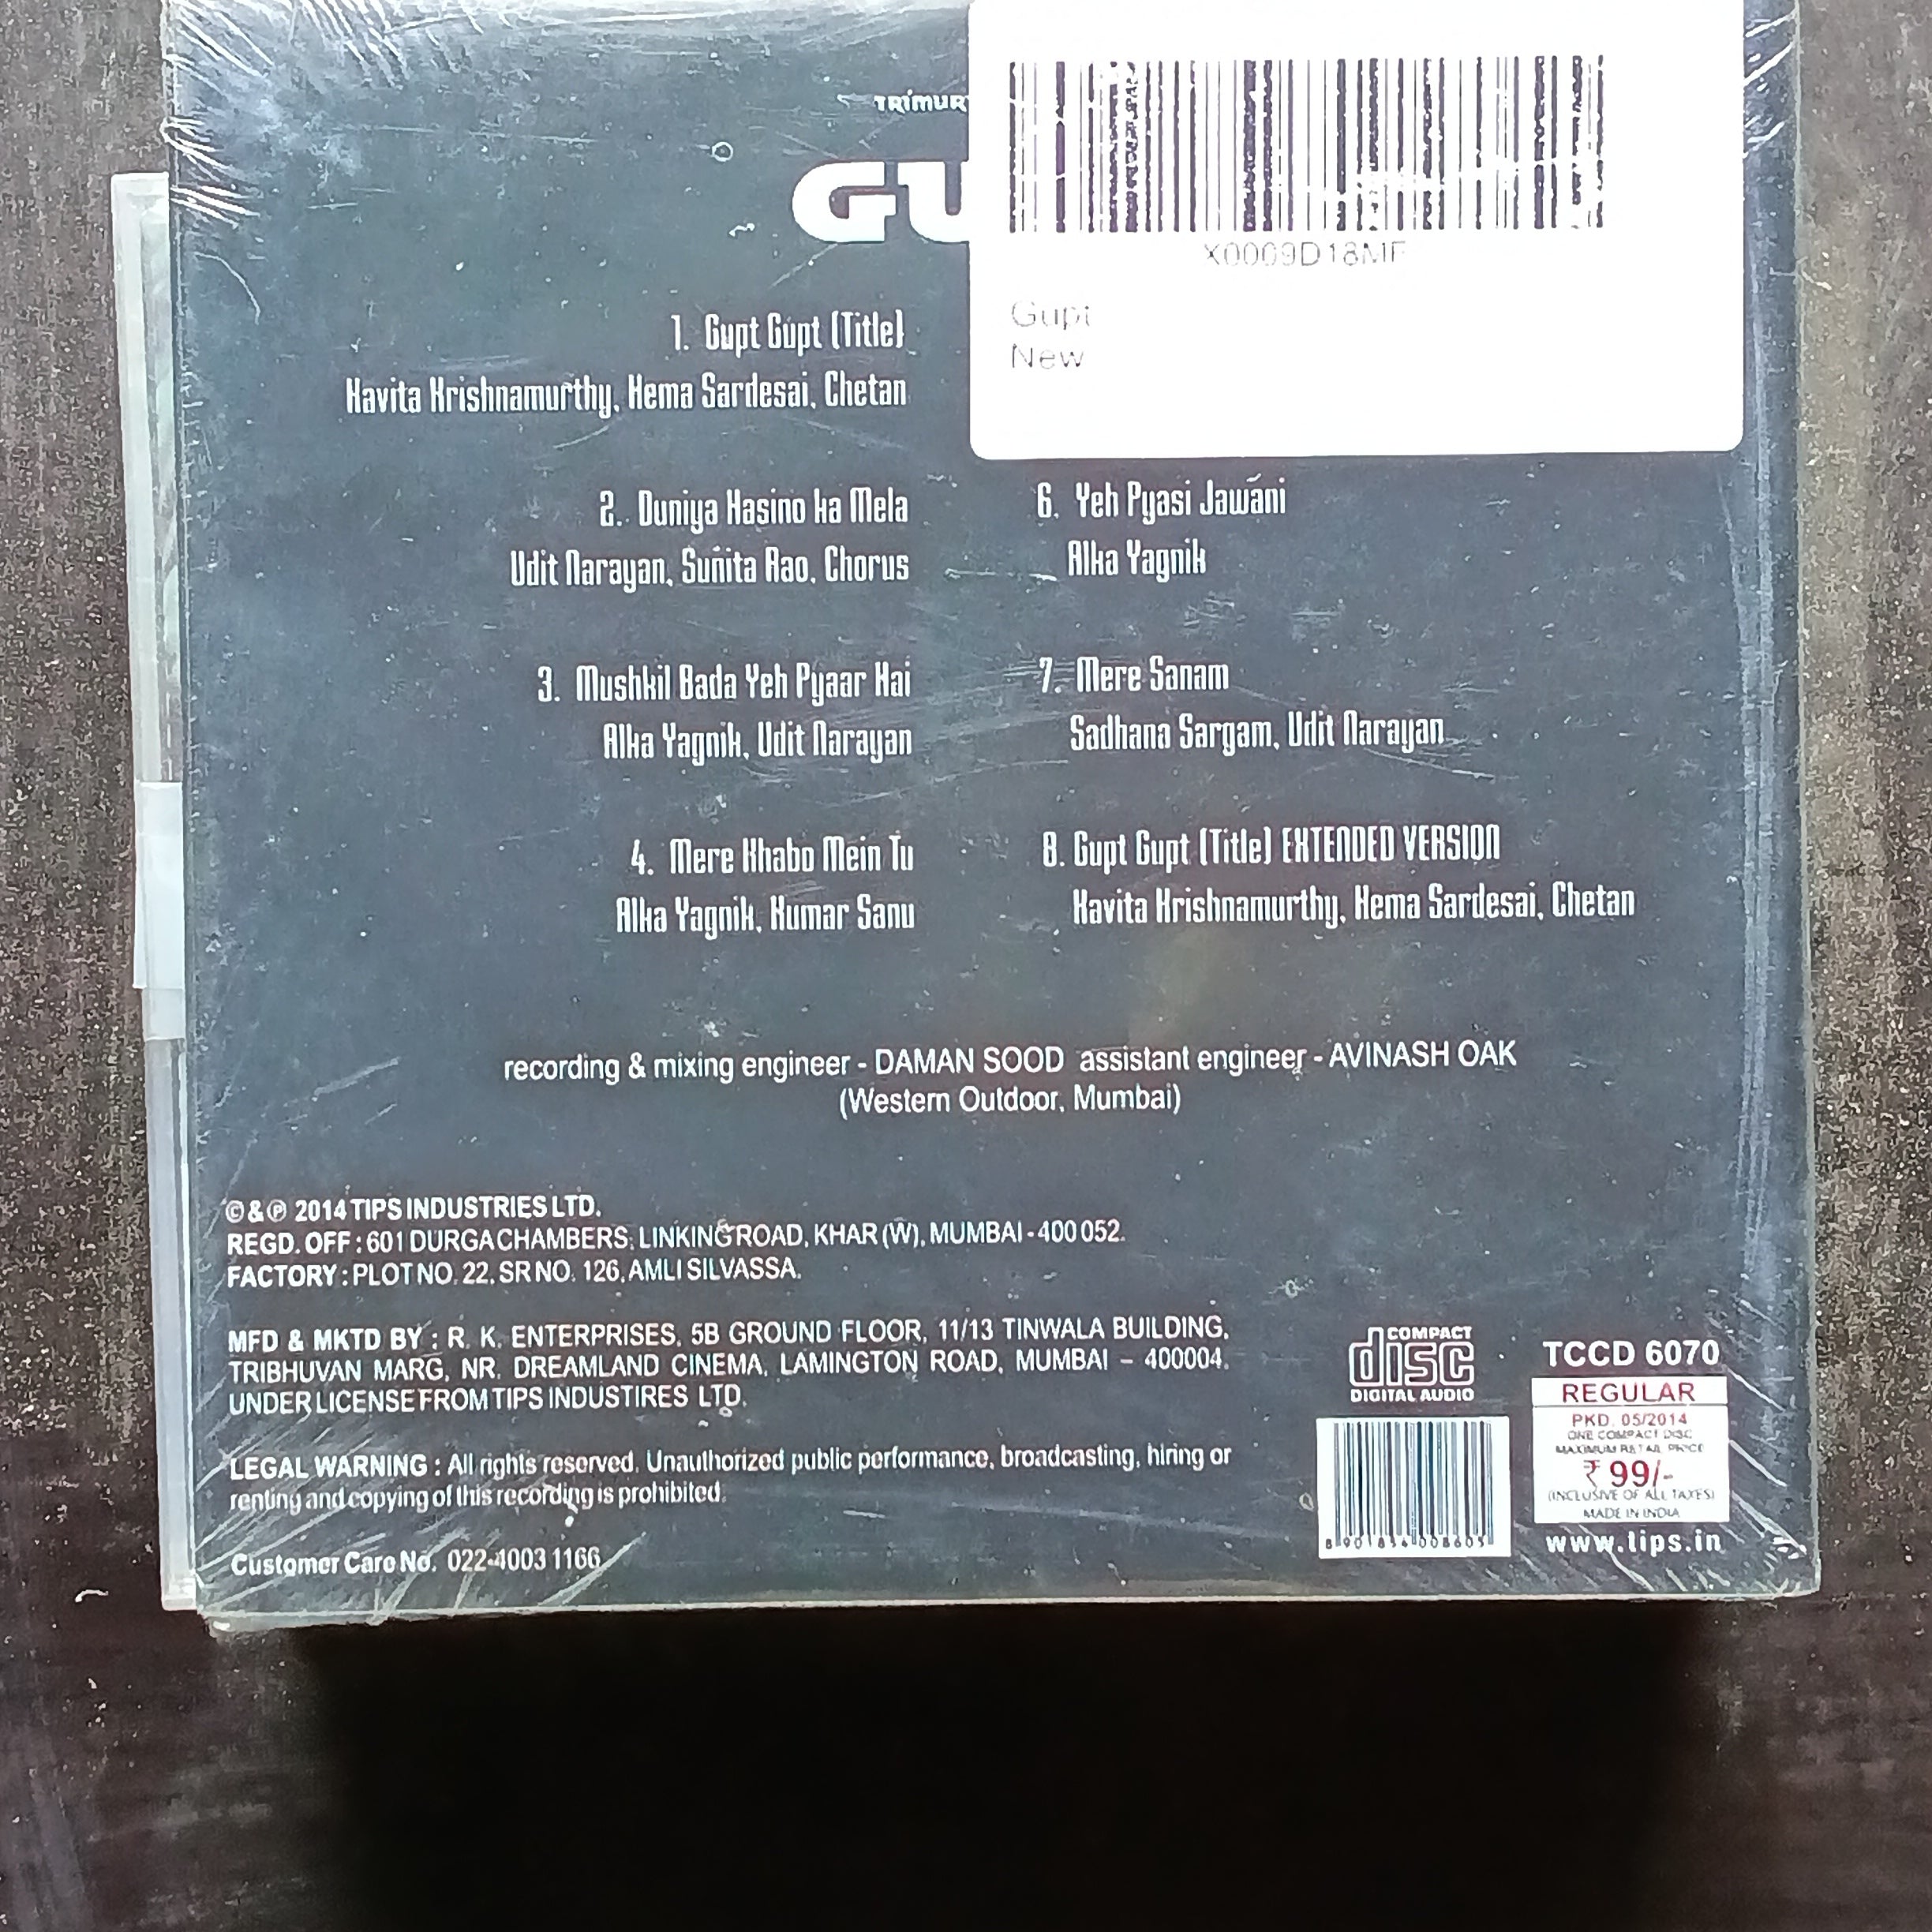 TRIMUR
GU
X0009D18MF
Gupt
New
1. Gupt Gupt (Title)
Kavita Krishnamurthy, Hema Sardesai, Chetan
2. Duniya Hasino ka Mela
Udit Narayan, Sunita Rao, Chorus
3. Mushkil Bada Yeh Pyaar Hai
Alka Yagnik, Udit Narayan
4. Mere Khabo Mein Tu
Alka Yagnik, Kumar Sanu
6. Yeh Pyasi Jawani
Alka Yagnik
7. Mere Sanam
Sadhana Sargam, Udit Narayan
8. Gupt Gupt (Title) EXTENDED VERSION
Kavita Krishnamurthy, Hema Sardesai, Chetan
recording & mixing engineer - DAMAN SOOD assistant engineer - AVINASH OAK
(Western Outdoor, Mumbai)
© & ℗ 2014 TIPS INDUSTRIES LTD.
REGD. OFF : 601 DURGA CHAMBERS, LINKING ROAD, KHAR (W), MUMBAI - 400 052.
FACTORY : PLOT NO. 22, SR NO. 126, AMLI SILVASSA.
MFD & MKTD BY : R. K. ENTERPRISES, 5B GROUND FLOOR, 11/13 TINWALA BUILDING,
TRIBHUVAN MARG, NR. DREAMLAND CINEMA, LAMINGTON ROAD, MUMBAI – 400004.
UNDER LICENSE FROM TIPS INDUSTIRES LTD.
LEGAL WARNING : All rights reserved. Unauthorized public performance, broadcasting, hiring or
renting and copying of this recording is prohibited.
Customer Care No. 022-4003 1166
COMPACT
disc
DIGITAL AUDIO
8 901854 008605
TCCD 6070
REGULAR
PKD. 05/2014
ONE COMPACT DISC
MAXIMUM RETAIL PRICE
₹ 99/-
(INCLUSIVE OF ALL TAXES)
MADE IN INDIA
www.tips.in